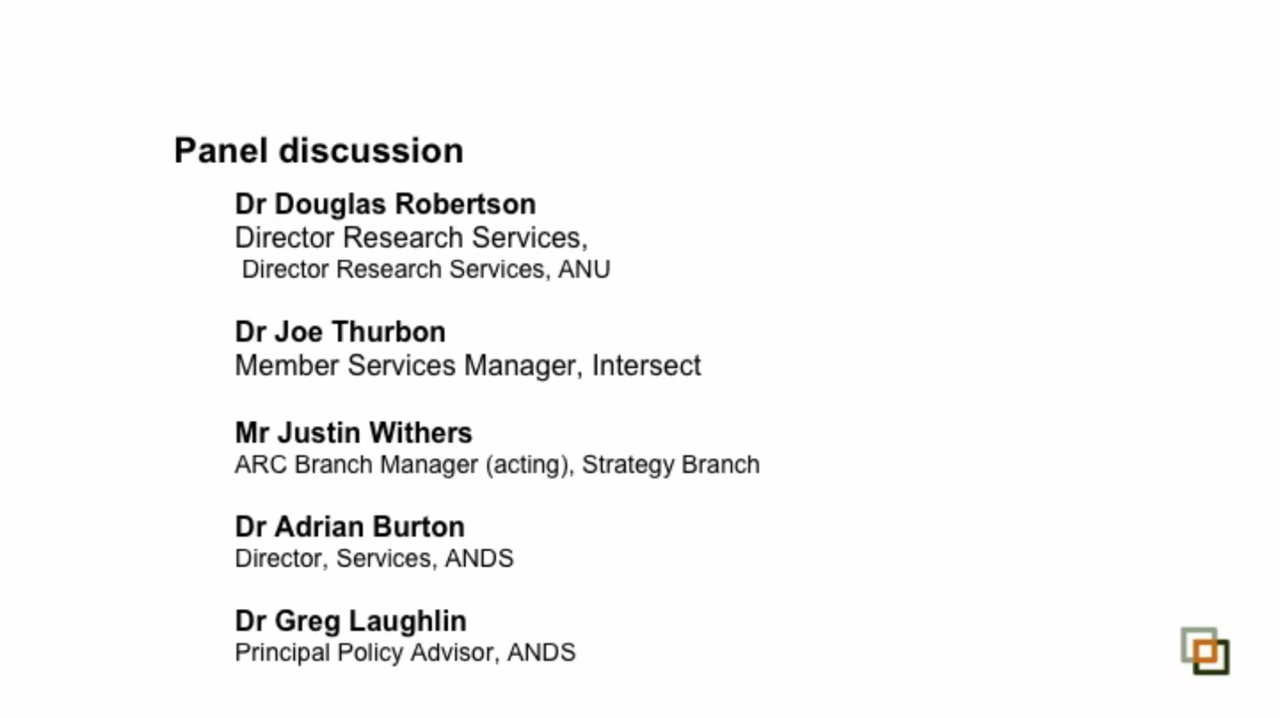 Panel discussion
Dr Douglas Robertson
Director Research Services,
Director Research Services, ANU
Dr Joe Thurbon
Member Services Manager, Intersect
Mr Justin Withers
ARC Branch Manager (acting), Strategy Branch
Dr Adrian Burton
Director, Services, ANDS
Dr Greg Laughlin
Principal Policy Advisor, ANDS